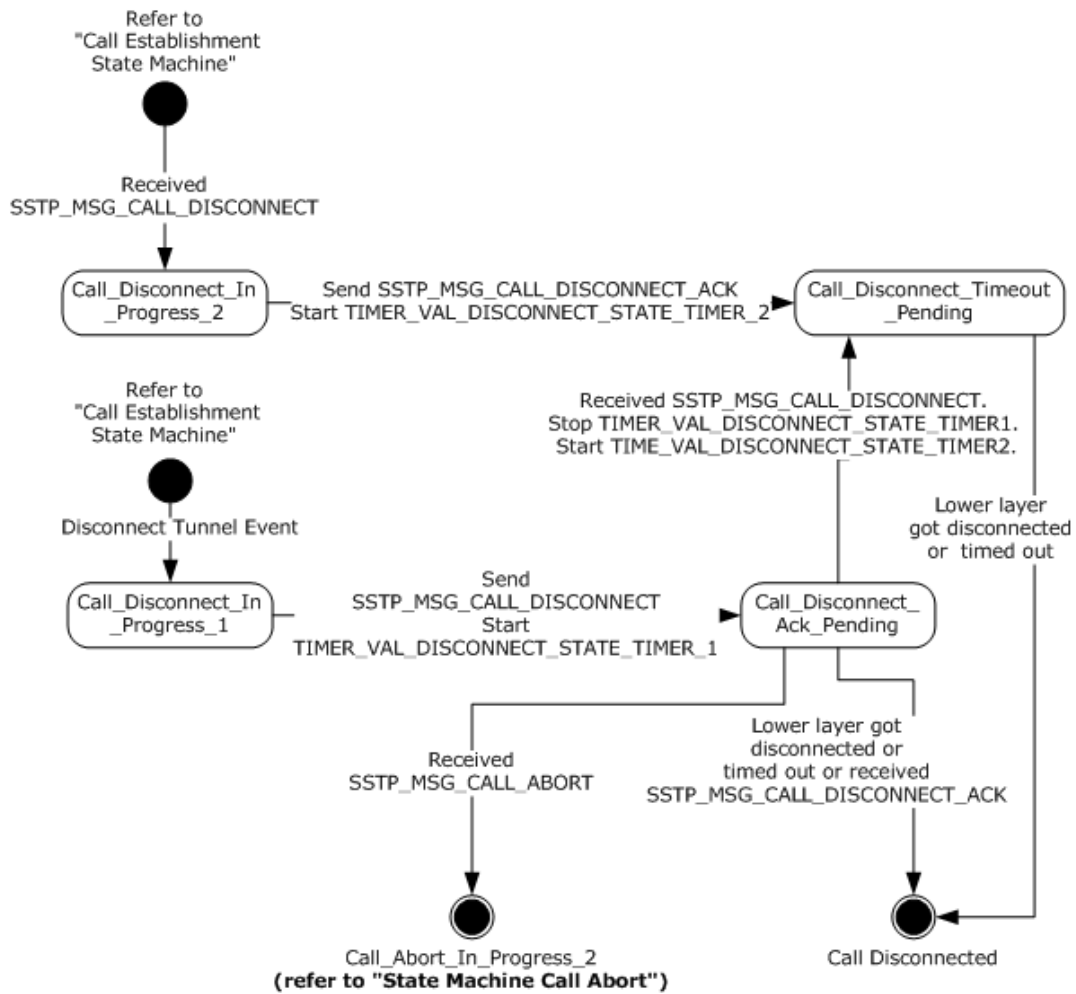 Refer to
"Call Establishment
State Machine"
Received
SSTP_MSG_CALL_DISCONNECT
Call_Disconnect_In
_Progress_2
Send SSTP_MSG_CALL_DISCONNECT_ACK
Start TIMER_VAL_DISCONNECT_STATE_TIMER_2
Call_Disconnect_Timeout
_Pending
Refer to
"Call Establishment
State Machine"
Received SSTP_MSG_CALL_DISCONNECT.
Stop TIMER_VAL_DISCONNECT_STATE_TIMER1.
Start TIME_VAL_DISCONNECT_STATE_TIMER2.
Disconnect Tunnel Event
Lower layer
got disconnected
or timed out
Call_Disconnect_In
_Progress_1
Send
SSTP_MSG_CALL_DISCONNECT
Start
TIMER_VAL_DISCONNECT_STATE_TIMER_1
Call_Disconnect_
Ack_Pending
Received
SSTP_MSG_CALL_ABORT
Lower layer got
disconnected or
timed out or received
SSTP_MSG_CALL_DISCONNECT_ACK
Call_Abort_In_Progress_2
(refer to "State Machine Call Abort")
Call Disconnected